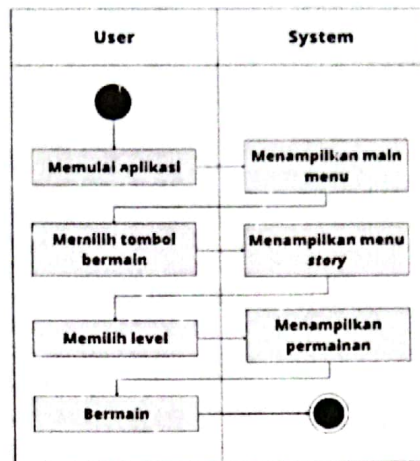 User
System
Memulai aplikasi
Menampilkan main
menu
Memilih tombol
bermain
Menampilkan menu
story
Memilih level
Menampilkan
permainan
Bermain